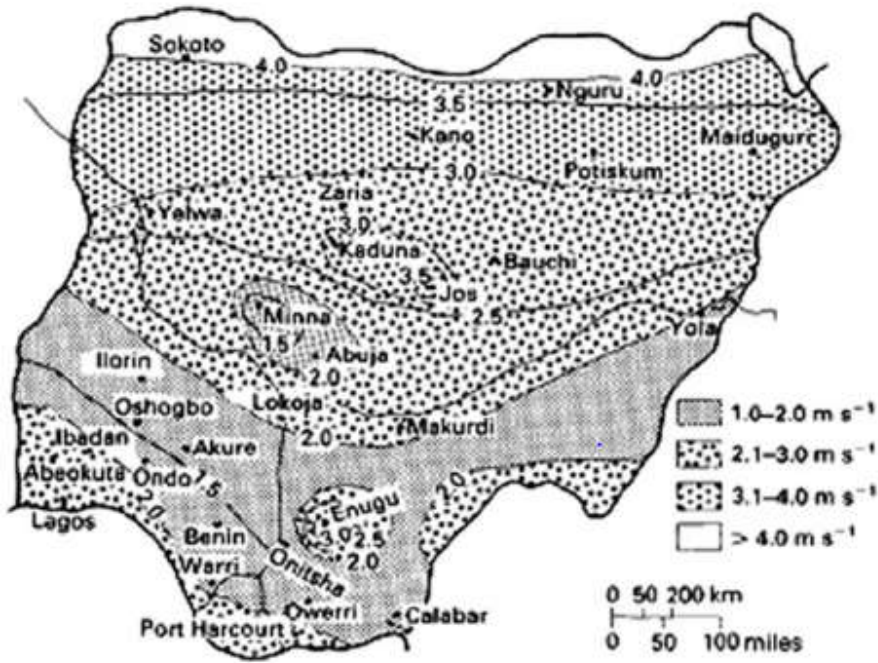 Sokoto
4.0
4.0
Nguru
3.5
Kano
Maiduguri
Potiskum
3.0
Zaria
Yelwa
3.0
Kaduna
Bauchi
3.5
Jos
2.5
Minna
Yola
1.5
Abuja
Ilorin
2.0
Lokoja
Oshogbo
2.0
Makurdi
Ibadan
Akure
Abeokuta
Ondo
1.5
2.0
2.0
Lagos
Enugu
Benin
3.0
2.5
2.0
Onitsha
Warri
Owerri
Port Harcourt
Calabar
1.0–2.0 m s⁻¹
2.1–3.0 m s⁻¹
3.1–4.0 m s⁻¹
> 4.0 m s⁻¹
0 50 200 km
0 50 100 miles